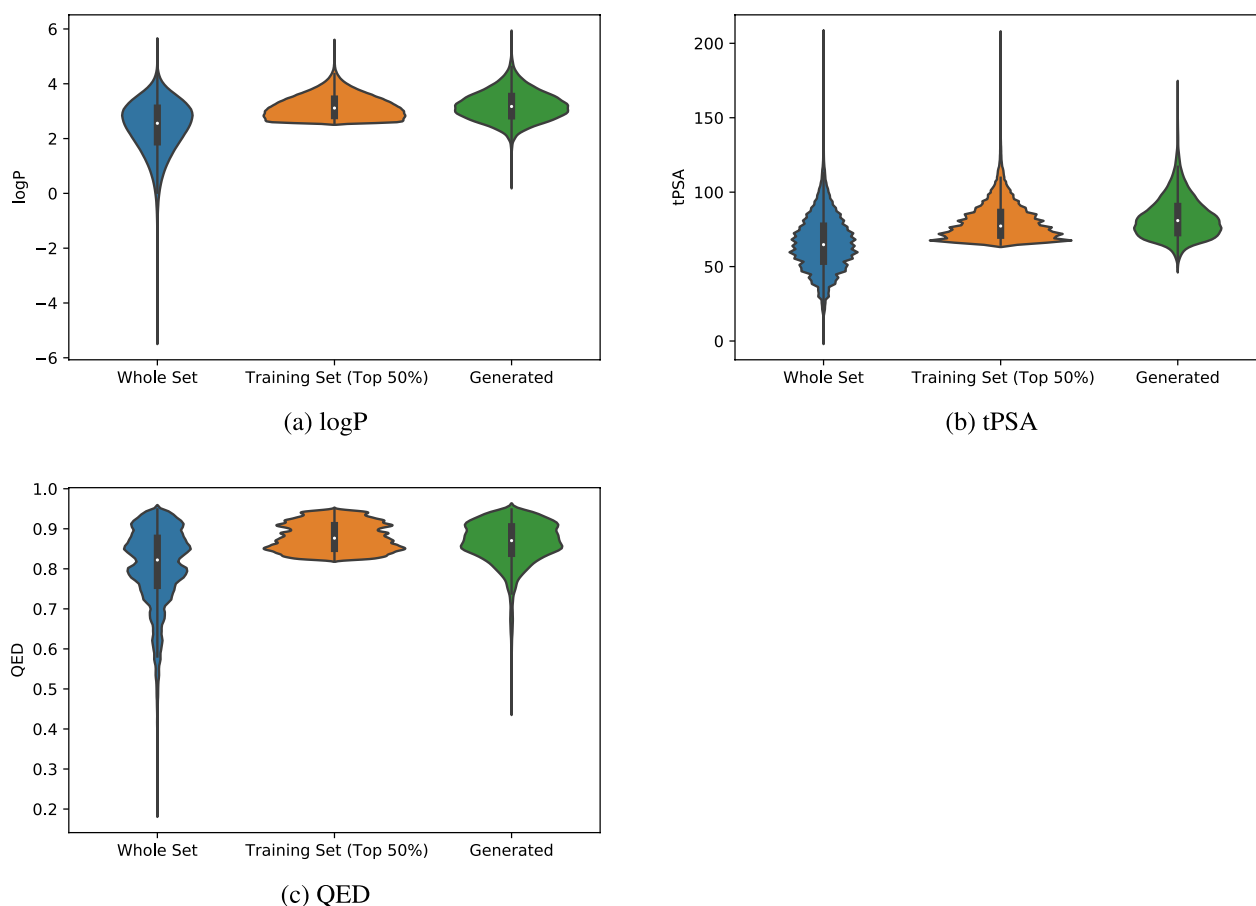 6
4
2
0
−2
−4
−6
logP
Whole Set
Training Set (Top 50%)
Generated
(a) logP
200
150
100
50
0
tPSA
Whole Set
Training Set (Top 50%)
Generated
(b) tPSA
1.0
0.9
0.8
0.7
0.6
0.5
0.4
0.3
0.2
QED
Whole Set
Training Set (Top 50%)
Generated
(c) QED